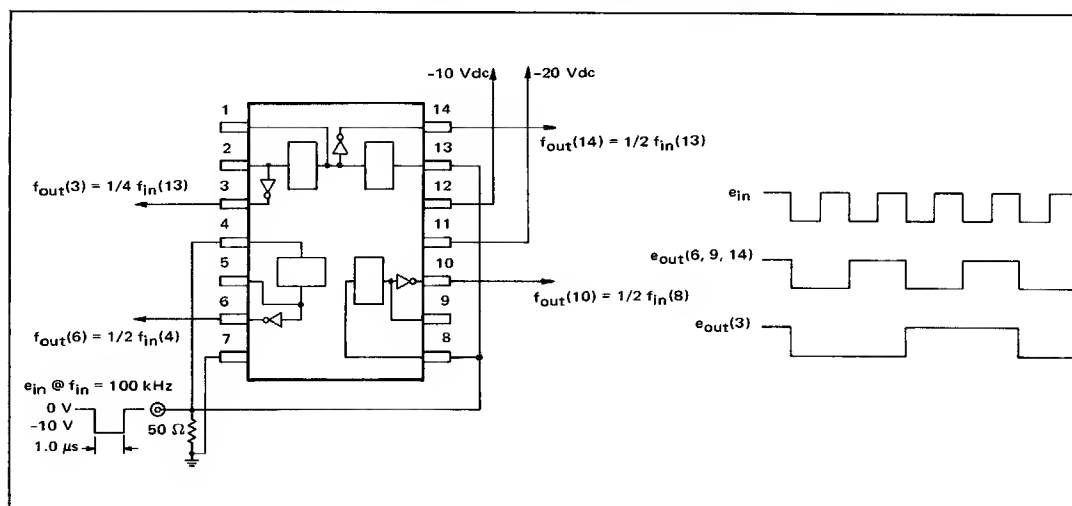 -10 Vdc
-20 Vdc
1
14
fout(14) = 1/2 fin(13)
2
13
fout(3) = 1/4 fin(13)
3
12
4
11
5
10
fout(10) = 1/2 fin(8)
6
9
fout(6) = 1/2 fin(4)
7
8
ein @ fin = 100 kHz
0 V
-10 V
50 Ω
1.0 μs
ein
eout(6, 9, 14)
eout(3)